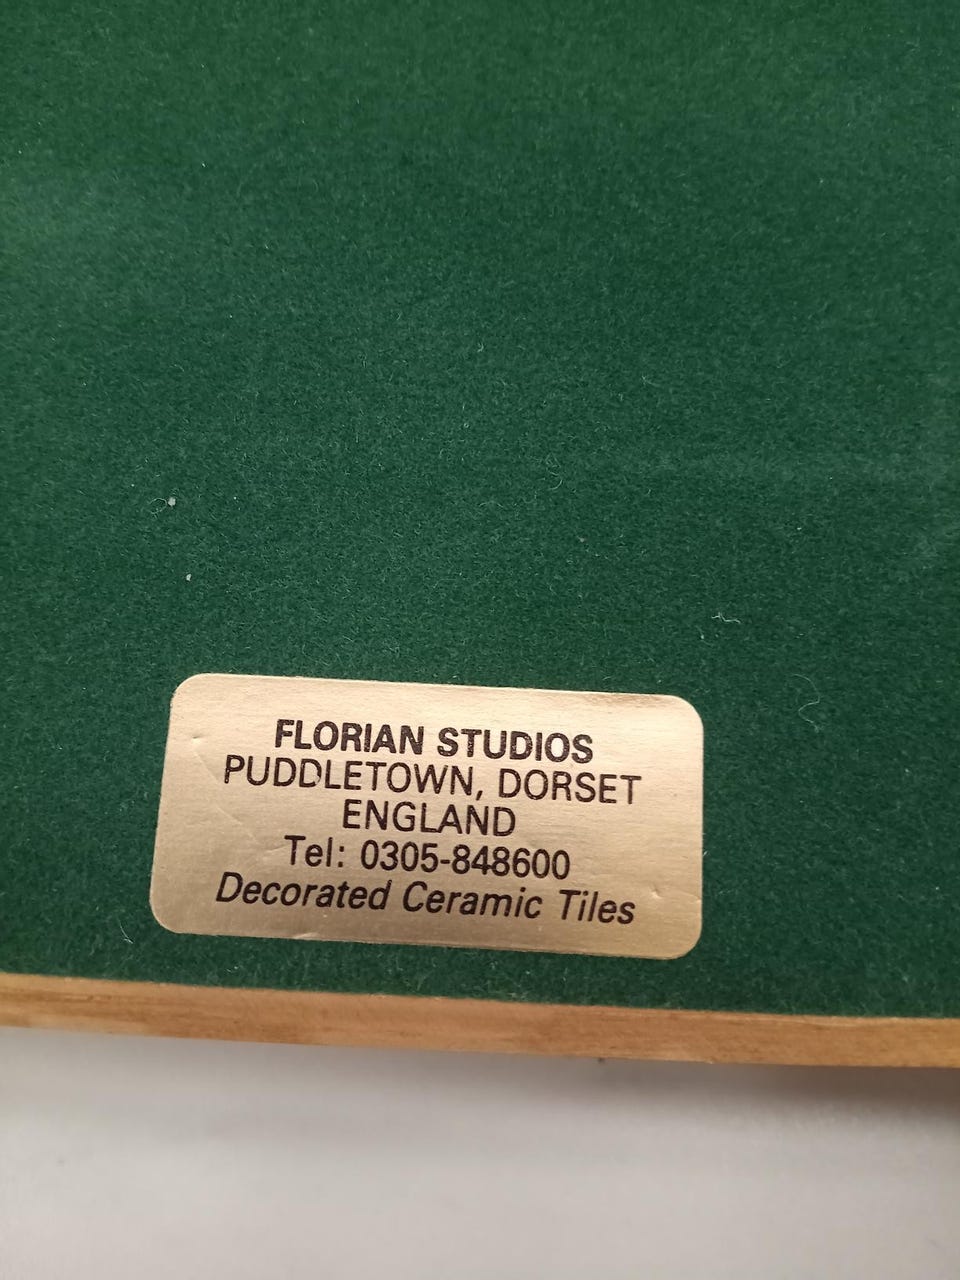 FLORIAN STUDIOS
PUDDLETOWN, DORSET
ENGLAND
Tel: 0305-848600
Decorated Ceramic Tiles